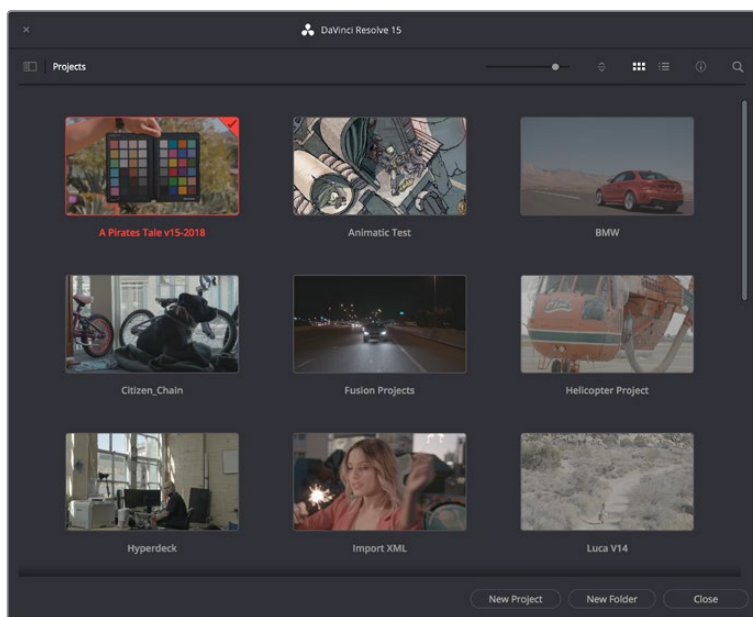 DaVinci Resolve 15
Projects
A Pirates Tale v15-2018
Animatic Test
BMW
Citizen_Chain
Fusion Projects
Helicopter Project
Hyperdeck
Import XML
Luca V14
New Project
New Folder
Close